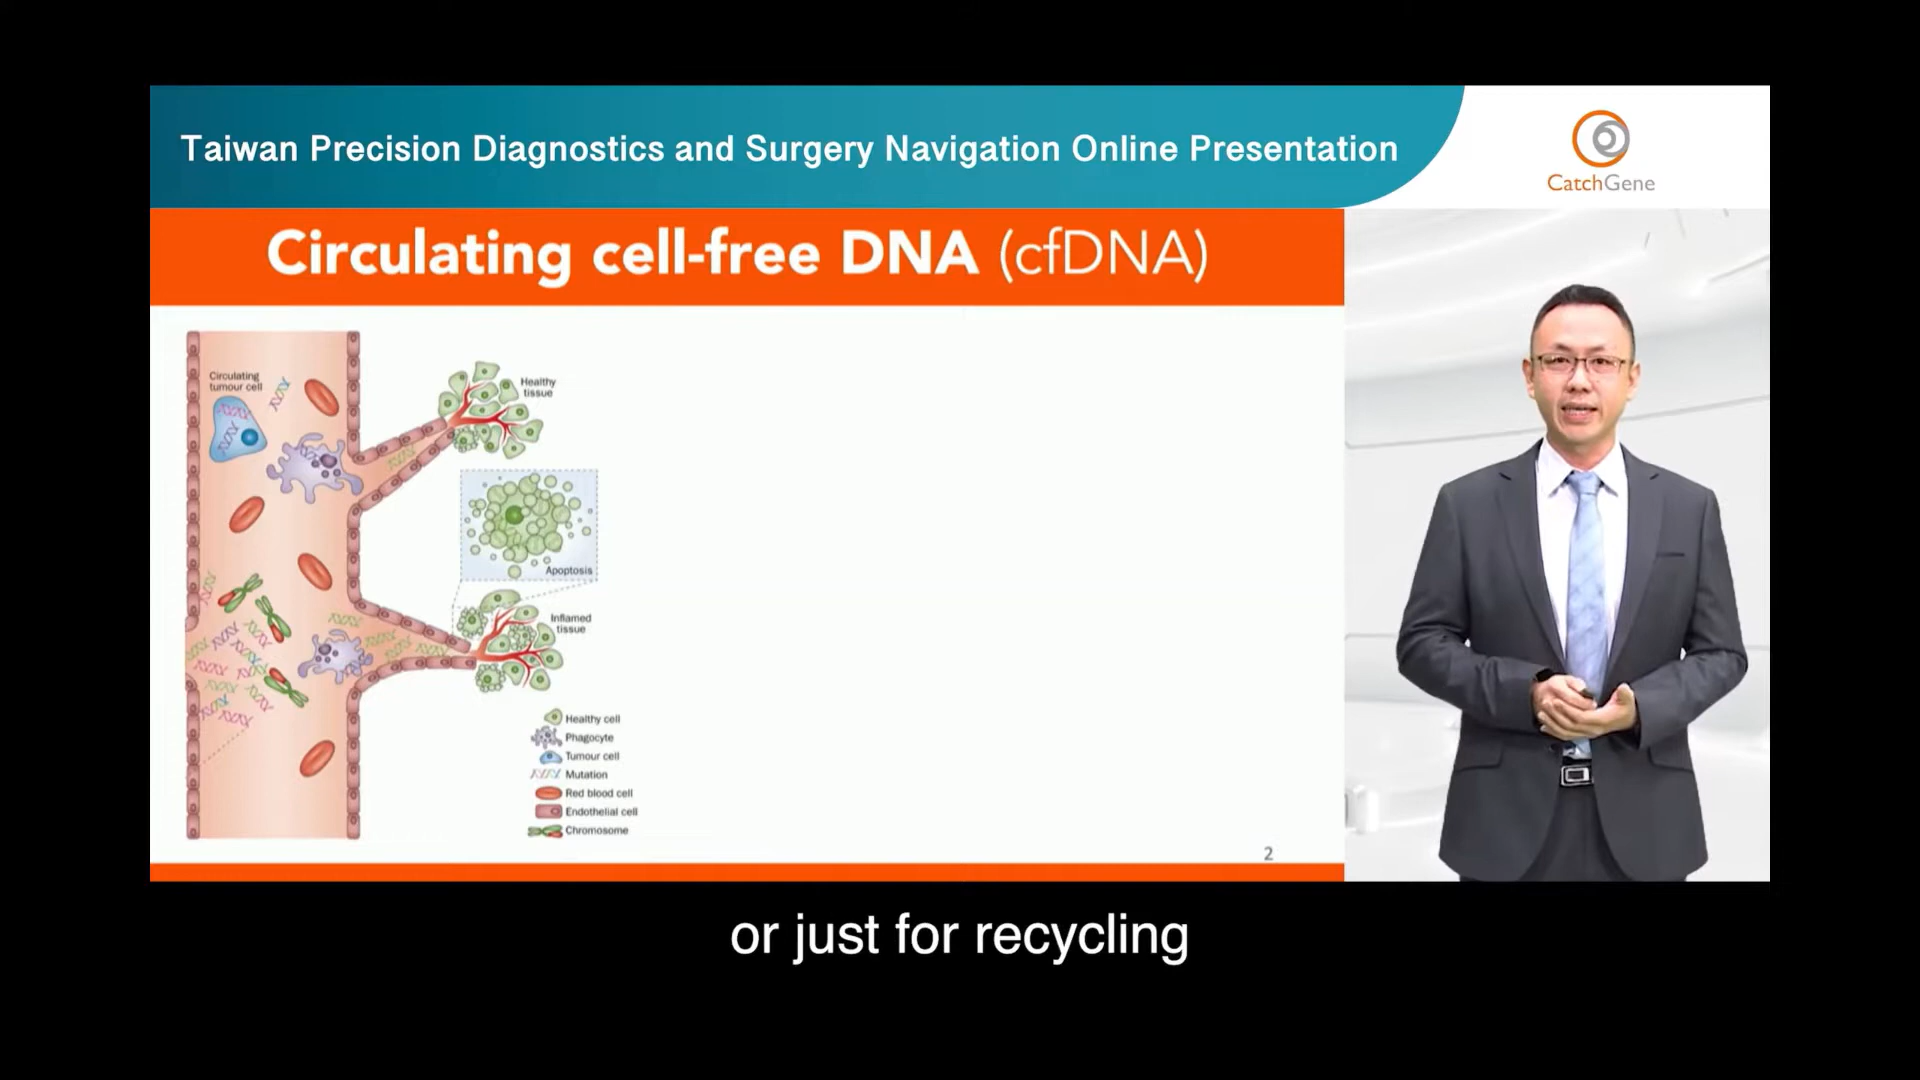 Taiwan Precision Diagnostics and Surgery Navigation Online Presentation
CatchGene
Circulating cell-free DNA (cfDNA)
Circulating
tumour cell
Healthy
tissue
Apoptosis
Inflamed
tissue
Healthy cell
Phagocyte
Tumour cell
Mutation
Red blood cell
Endothelial cell
Chromosome
2
or just for recycling